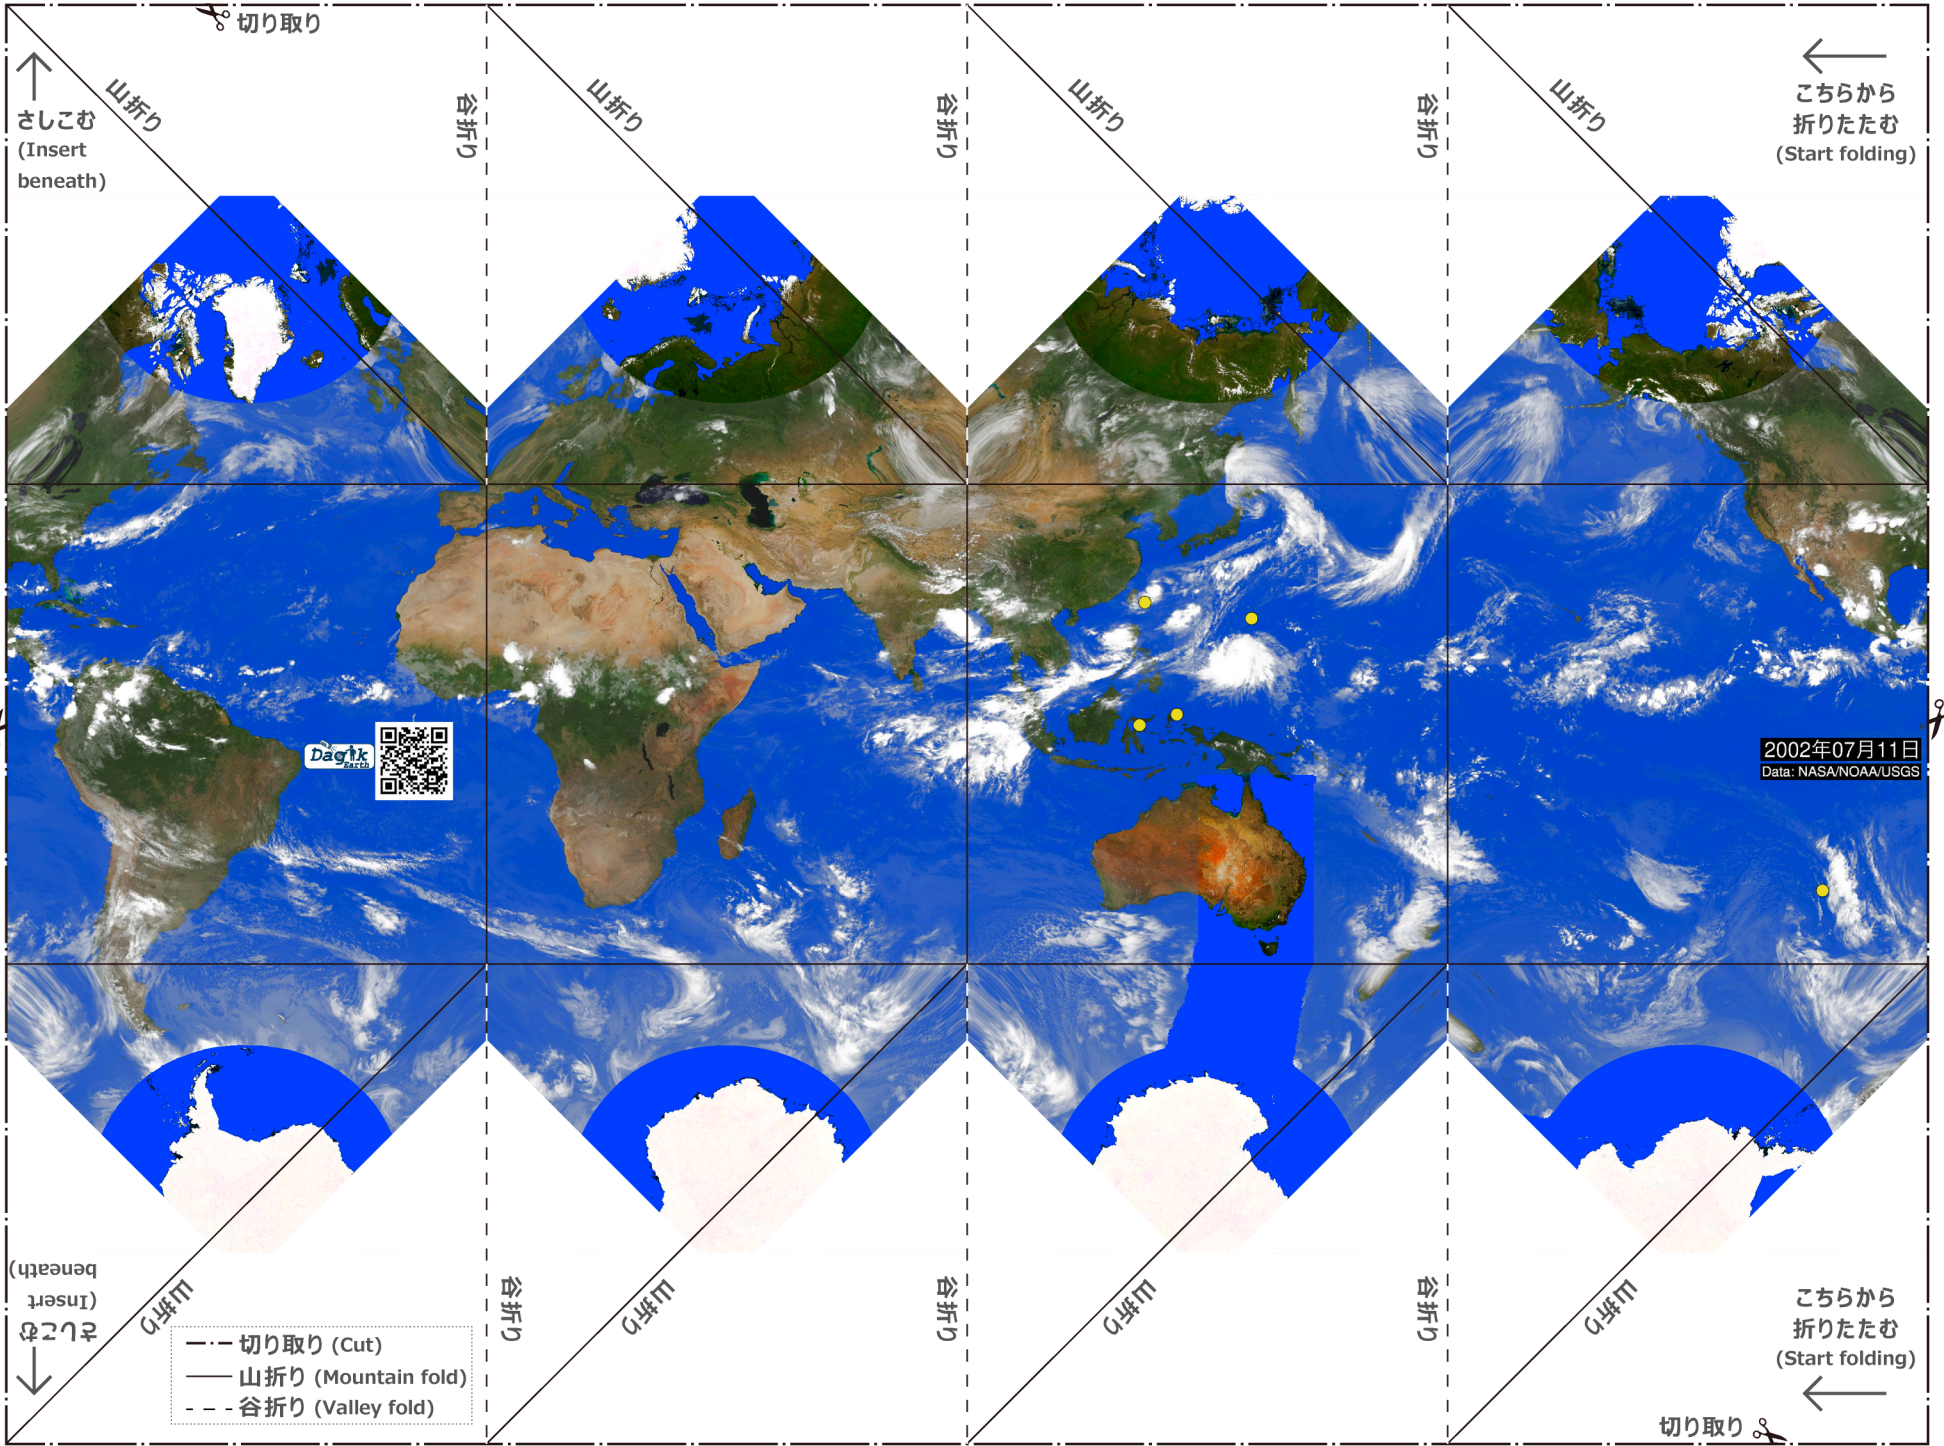 切り取り
山折り
谷折り
山折り
谷折り
山折り
谷折り
山折り
さしこむ
(Insert
beneath)
こちらから
折りたたむ
(Start folding)
Dagik
Earth
2002年07月11日
Data: NASA/NOAA/USGS
さしこむ
(Insert
beneath)
山折り
谷折り
山折り
谷折り
山折り
谷折り
山折り
こちらから
折りたたむ
(Start folding)
切り取り (Cut)
山折り (Mountain fold)
谷折り (Valley fold)
切り取り